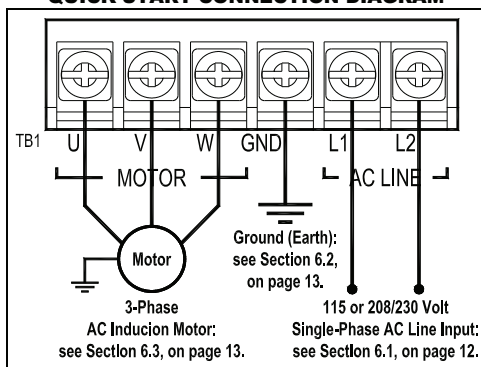 QUICK-START CONNECTION DIAGRAM
TB1 U V W GND L1 L2
MOTOR AC LINE
Motor
Ground (Earth):
see Section 6.2,
on page 13.
3-Phase
AC Inducion Motor:
see Section 6.3, on page 13.
115 or 208/230 Volt
Single-Phase AC Line Input:
see Section 6.1, on page 12.